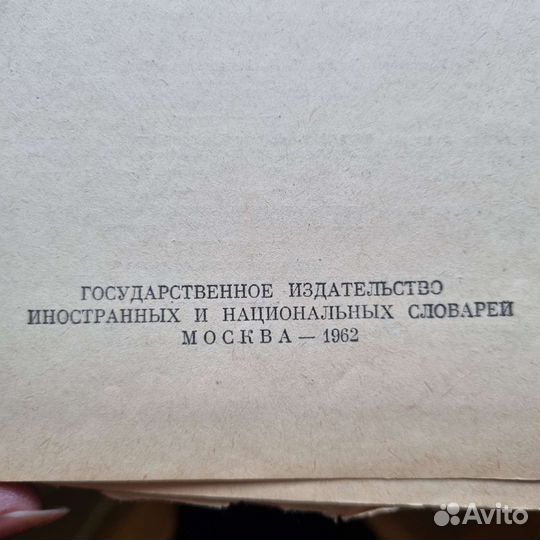 ГОСУДАРСТВЕННОЕ ИЗДАТЕЛЬСТВО
ИНОСТРАННЫХ И НАЦИОНАЛЬНЫХ СЛОВАРЕЙ
МОСКВА — 1962
Avito